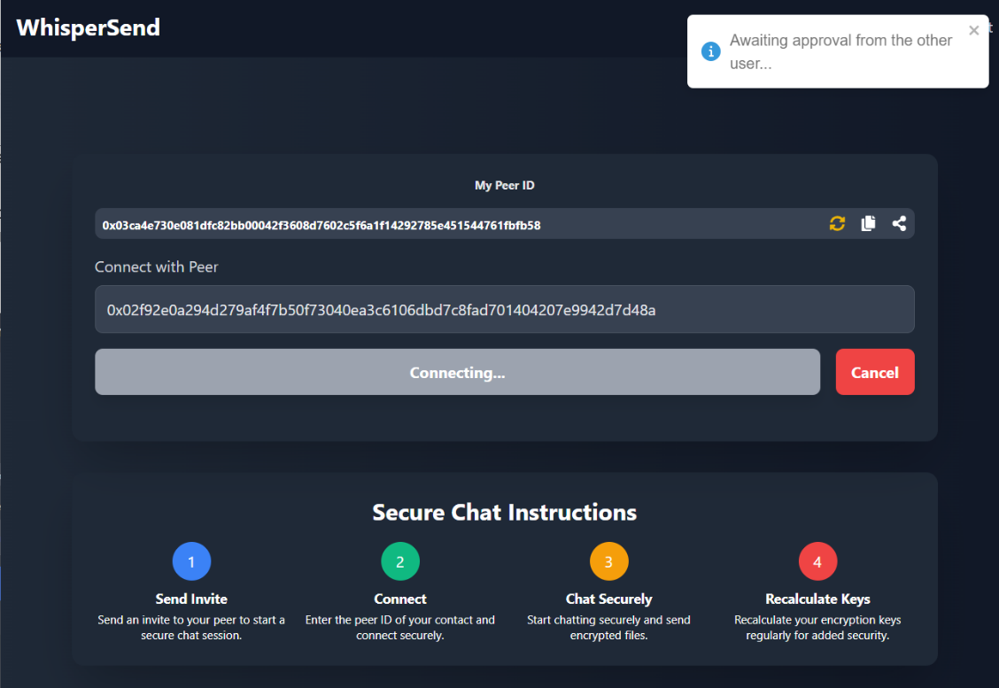 WhisperSend
Awaiting approval from the other
user...
My Peer ID
0x03ca4e730e081dfc82bb00042f3608d7602c5f6a1f14292785e451544761fbfb58
Connect with Peer
0x02f92e0a294d279af4f7b50f73040ea3c6106dbd7c8fad701404207e9942d7d48a
Connecting...
Cancel
Secure Chat Instructions
1
2
3
4
Send Invite
Connect
Chat Securely
Recalculate Keys
Send an invite to your peer to start a
Enter the peer ID of your contact and
Start chatting securely and send
Recalculate your encryption keys
secure chat session.
connect securely.
encrypted files.
regularly for added security.